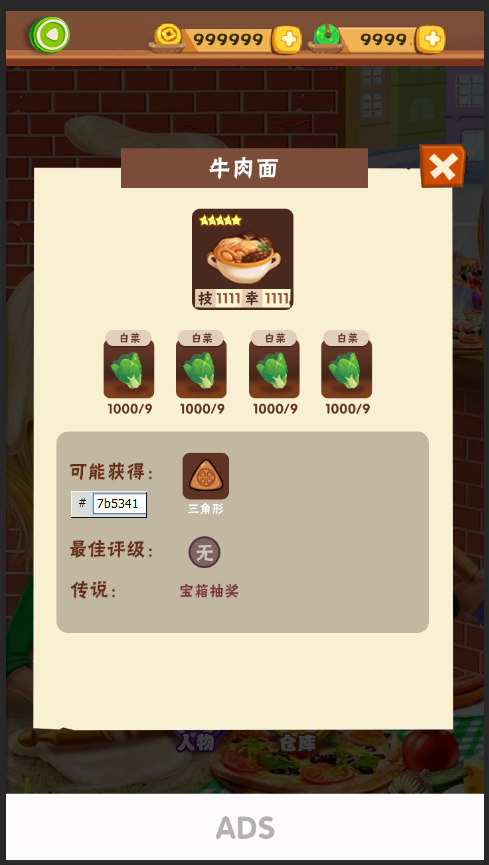 999999 9999
牛肉面
技 1111 幸 1111
白菜 白菜 白菜 白菜
1000/9 1000/9 1000/9 1000/9
可能获得:
三角形
# 7b5341
最佳评级: 无
传说: 宝箱抽奖
人物 仓库
ADS